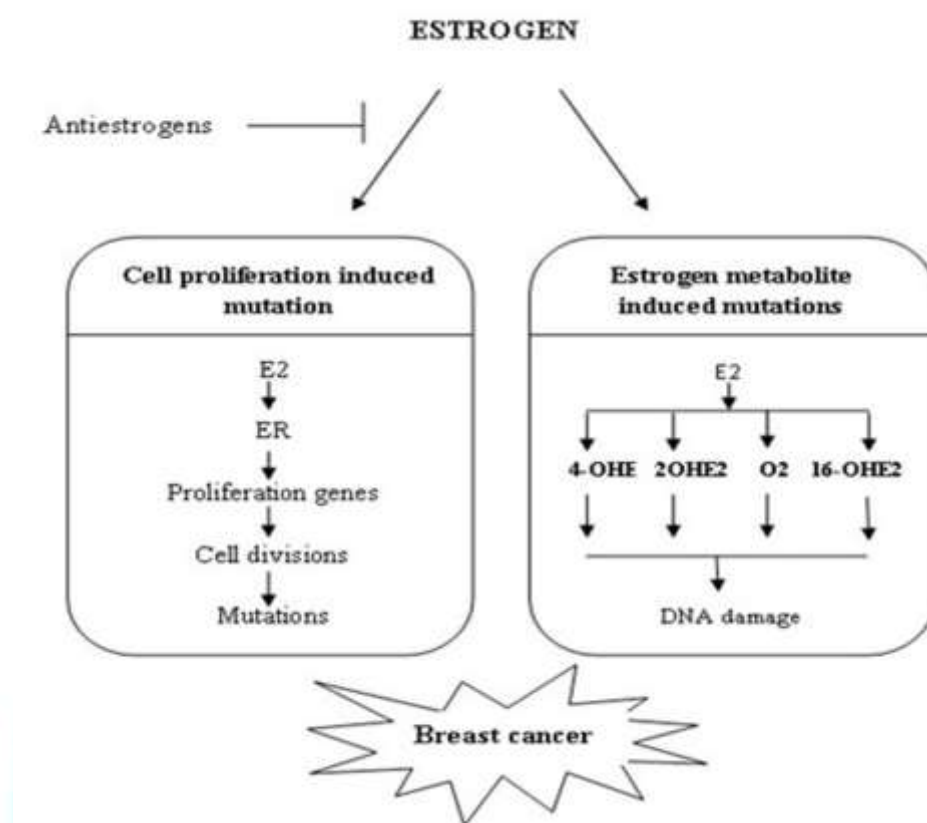 ESTROGEN
Antiestrogens
Cell proliferation induced
mutation
E2
ER
Proliferation genes
Cell divisions
Mutations
Estrogen metabolite
induced mutations
E2
4-OHE 2OHE2 O2 16-OHE2
DNA damage
Breast cancer